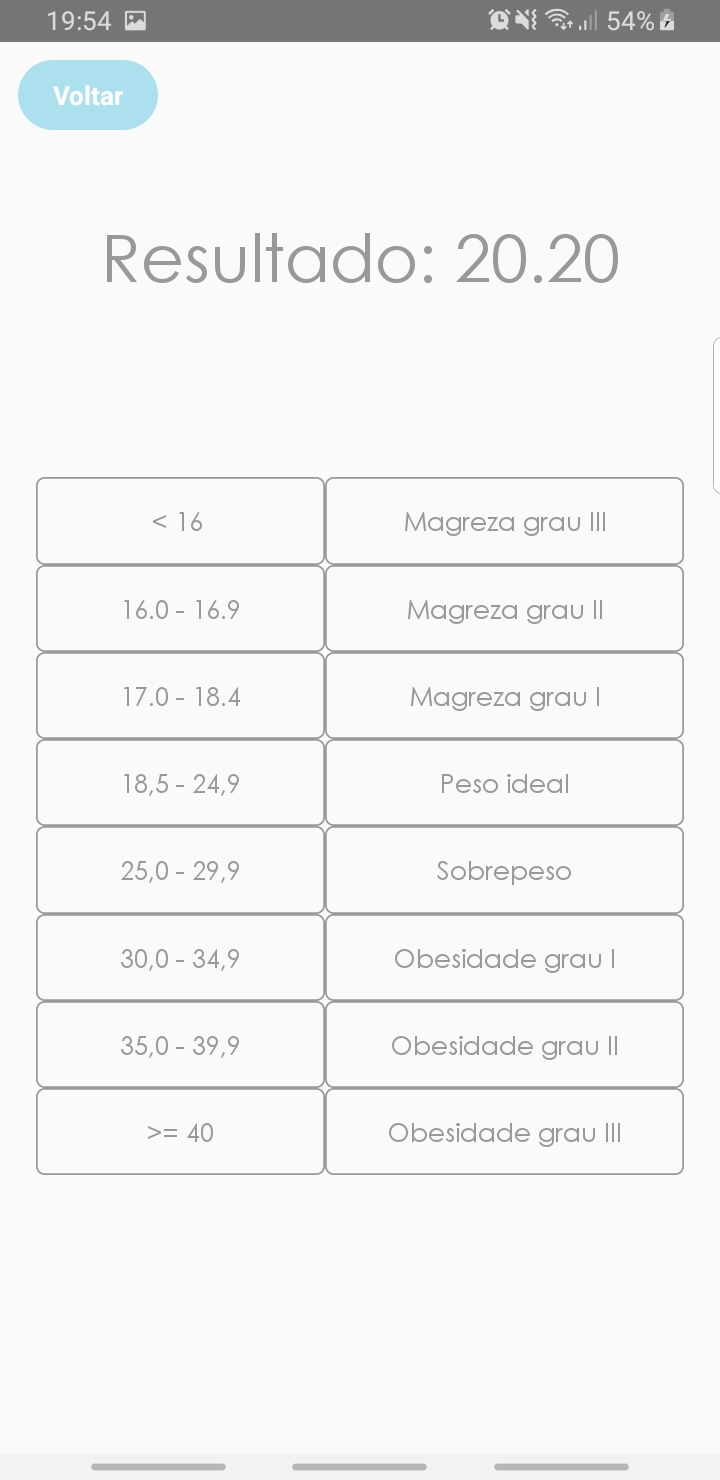 19:54 54%
Voltar
Resultado: 20.20
< 16 Magreza grau III
16.0 - 16.9 Magreza grau II
17.0 - 18.4 Magreza grau I
18,5 - 24,9 Peso ideal
25,0 - 29,9 Sobrepeso
30,0 - 34,9 Obesidade grau I
35,0 - 39,9 Obesidade grau II
>= 40 Obesidade grau III